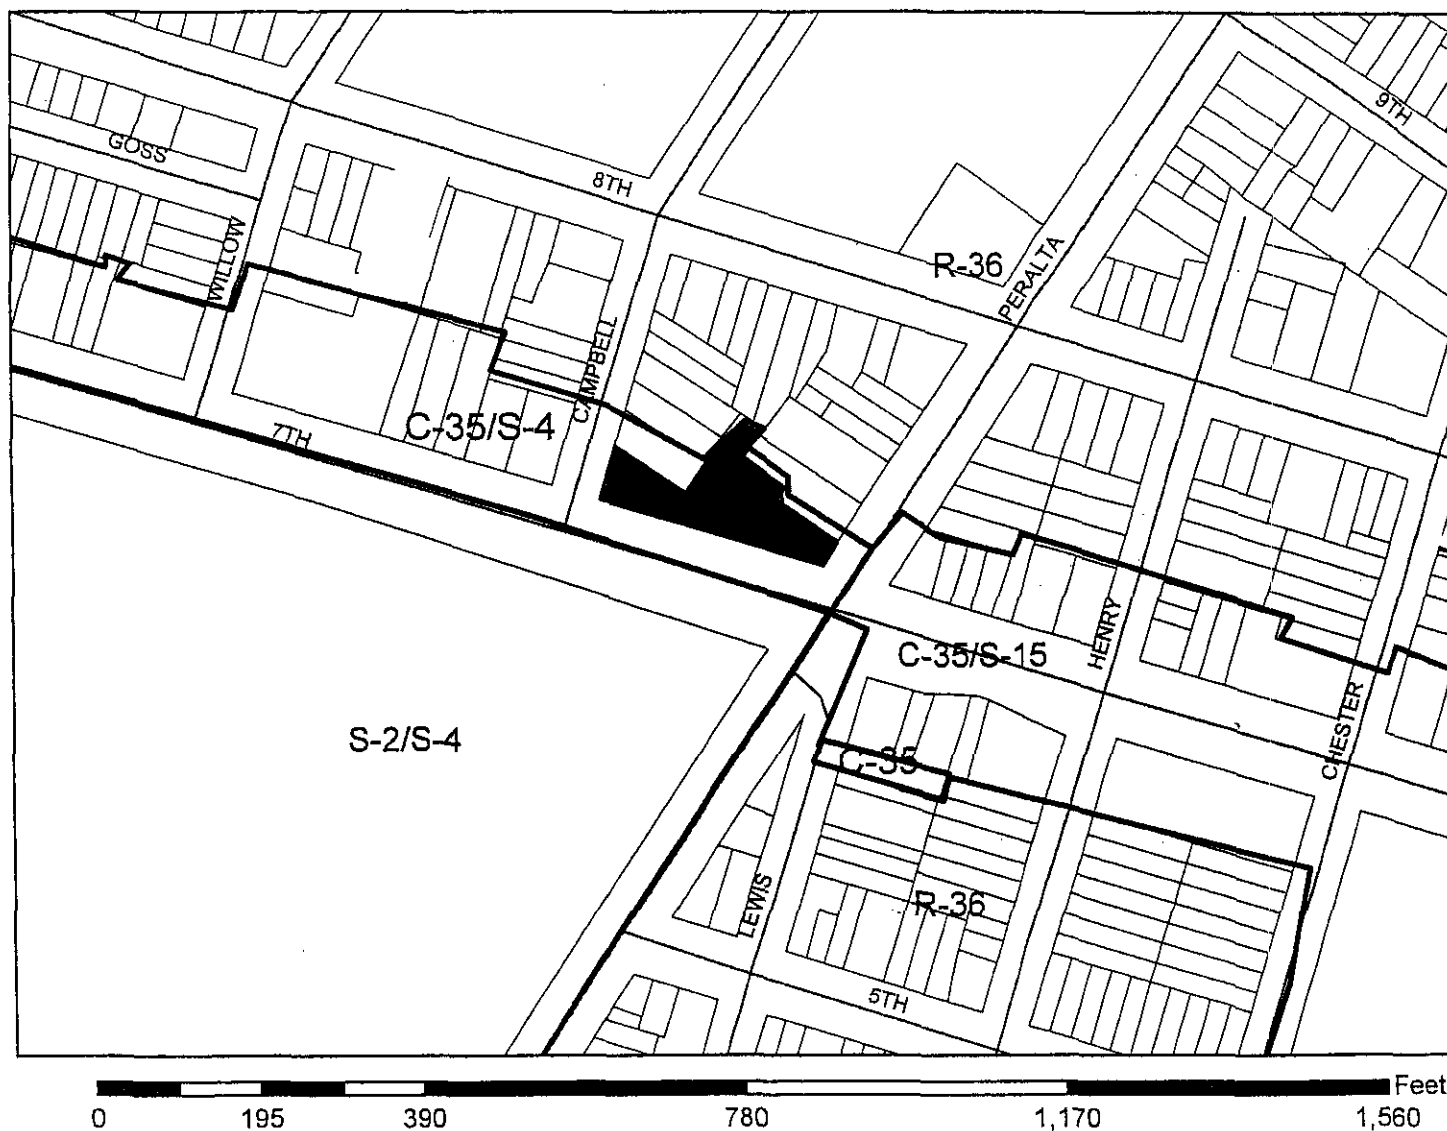 9TH
GOSS
8TH
WILLOW
R-36
PERALTA
CAMPBELL
C-35/S-4
7TH
C-35/S-15
HENRY
CHESTER
S-2/S-4
C-35
LEWIS
R-36
5TH
Feet
0 195 390 780 1,170 1,560